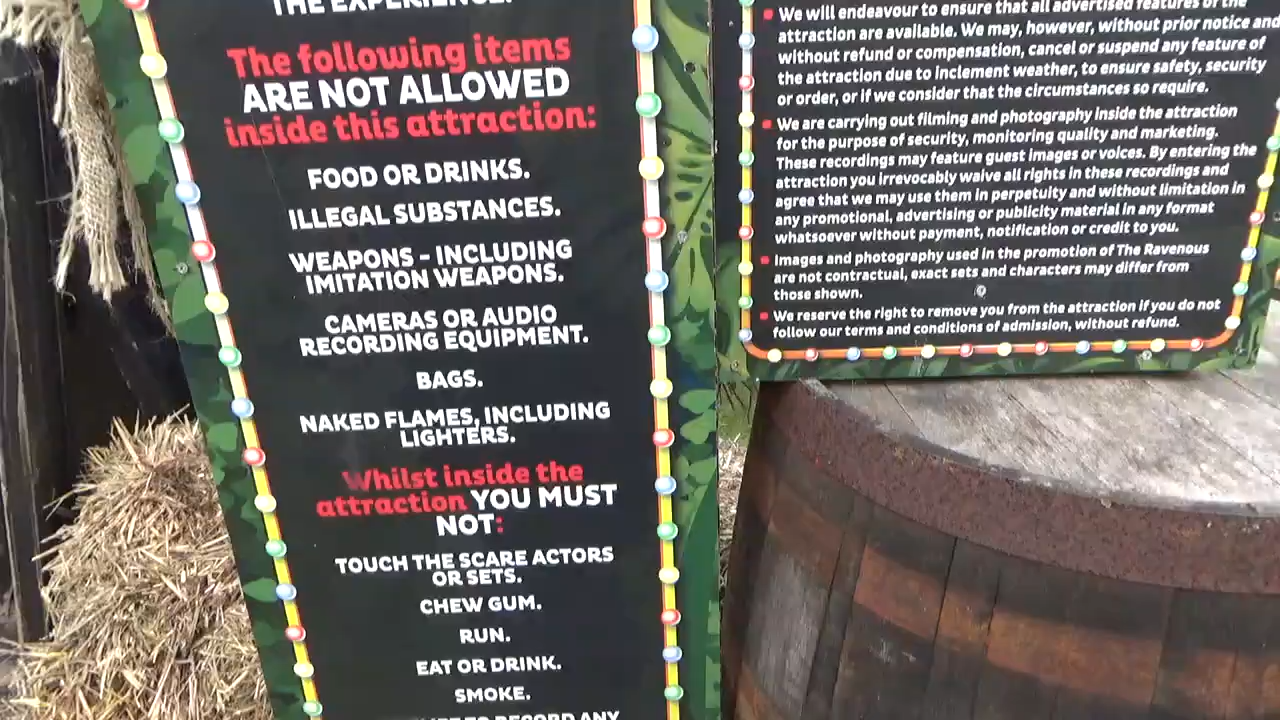 THE EXPERIENCE.
The following items
ARE NOT ALLOWED
inside this attraction:
FOOD OR DRINKS.
ILLEGAL SUBSTANCES.
WEAPONS - INCLUDING
IMITATION WEAPONS.
CAMERAS OR AUDIO
RECORDING EQUIPMENT.
BAGS.
NAKED FLAMES, INCLUDING
LIGHTERS.
Whilst inside the
attraction YOU MUST
NOT:
TOUCH THE SCARE ACTORS
OR SETS.
CHEW GUM.
RUN.
EAT OR DRINK.
SMOKE.
TO RECORD ANY
We will endeavour to ensure that all advertised features of the
attraction are available. We may, however, without prior notice and
without refund or compensation, cancel or suspend any feature of
the attraction due to inclement weather, to ensure safety, security
or order, or if we consider that the circumstances so require.
We are carrying out filming and photography inside the attraction
for the purpose of security, monitoring quality and marketing.
These recordings may feature guest images or voices. By entering the
attraction you irrevocably waive all rights in these recordings and
agree that we may use them in perpetuity and without limitation in
any promotional, advertising or publicity material in any format
whatsoever without payment, notification or credit to you.
Images and photography used in the promotion of The Ravenous
are not contractual, exact sets and characters may differ from
those shown.
We reserve the right to remove you from the attraction if you do not
follow our terms and conditions of admission, without refund.